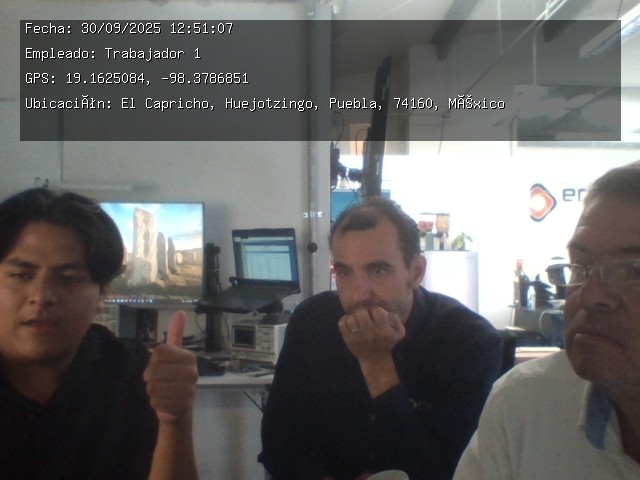 Fecha: 30/09/2025 12:51:07
Empleado: Trabajador 1
GPS: 19.1625084, -98.3786851
UbicaciÅ‚n: El Capricho, Huejotzingo, Puebla, 74160, MÃ©xico